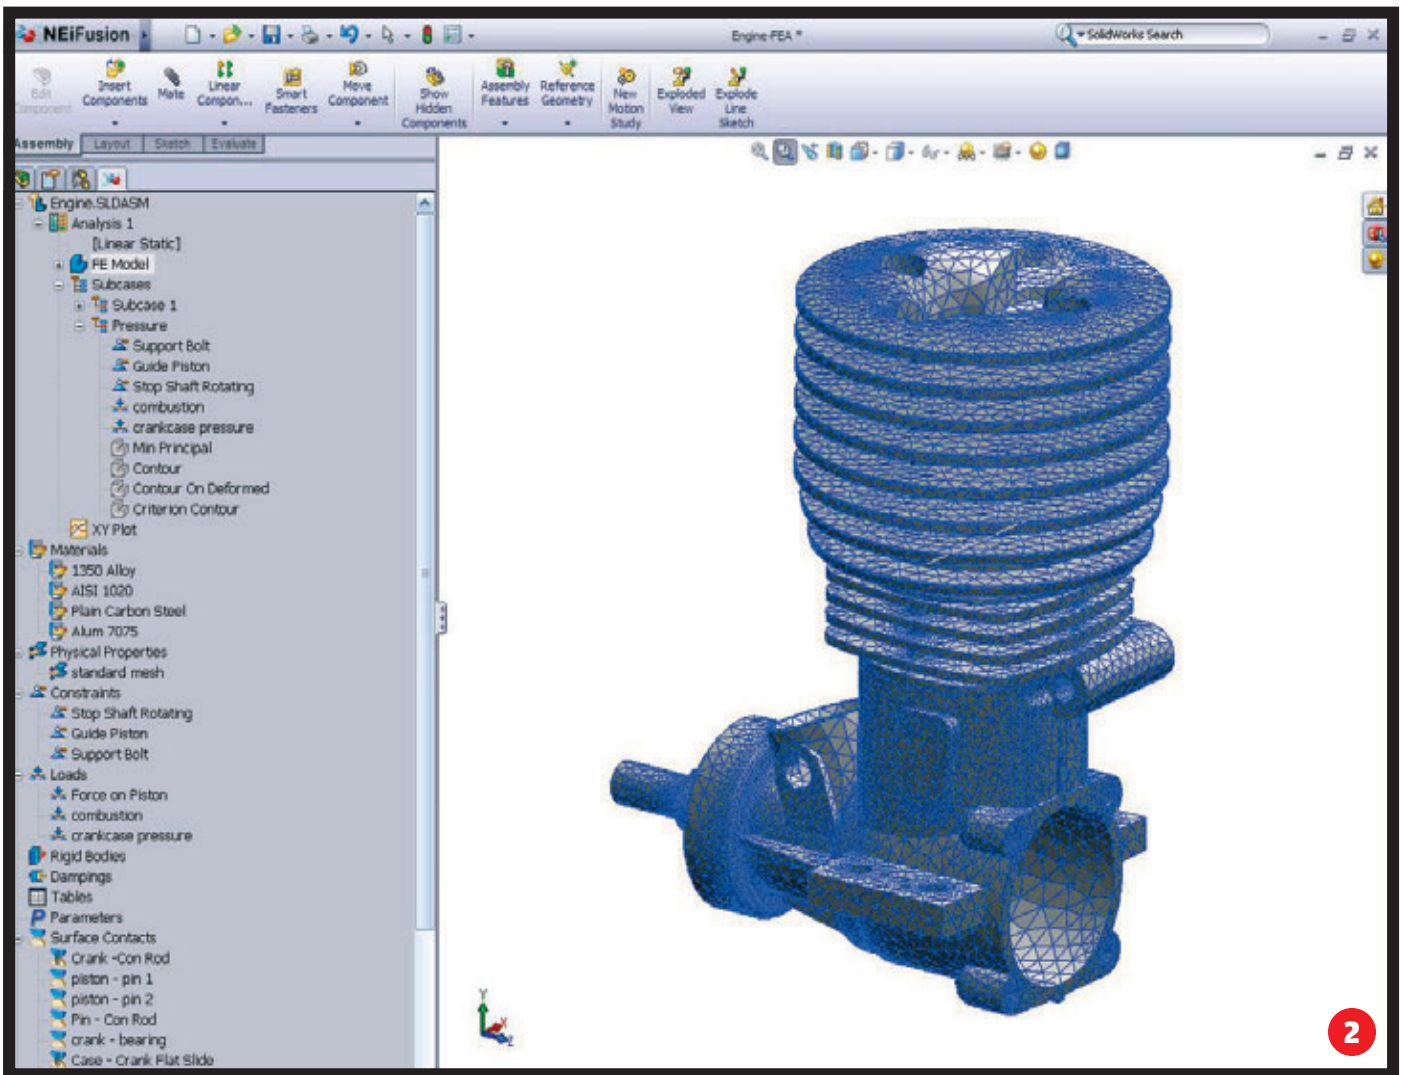 NEiFusion
Engine-FEA *
SolidWorks Search
Edit Component
Insert Components
Mate
Linear Compon...
Smart Fasteners
Move Component
Show Hidden Components
Assembly Features
Reference Geometry
New Motion Study
Exploded View
Explode Line Sketch
Assembly Layout Sketch Evaluate
Engine.SLDASM
Analysis 1
[Linear Static]
FE Model
Subcases
Subcase 1
Pressure
Support Bolt
Guide Piston
Stop Shaft Rotating
combustion
crankcase pressure
Min Principal
Contour
Contour On Deformed
Criterion Contour
XY Plot
Materials
1350 Alloy
AISI 1020
Plain Carbon Steel
Alum 7075
Physical Properties
standard mesh
Constraints
Stop Shaft Rotating
Guide Piston
Support Bolt
Loads
Force on Piston
combustion
crankcase pressure
Rigid Bodies
Dampings
Tables
Parameters
Surface Contacts
Crank -Con Rod
piston - pin 1
piston - pin 2
Pin - Con Rod
crank - bearing
Case - Crank Flat Slide
Y
X
Z
2